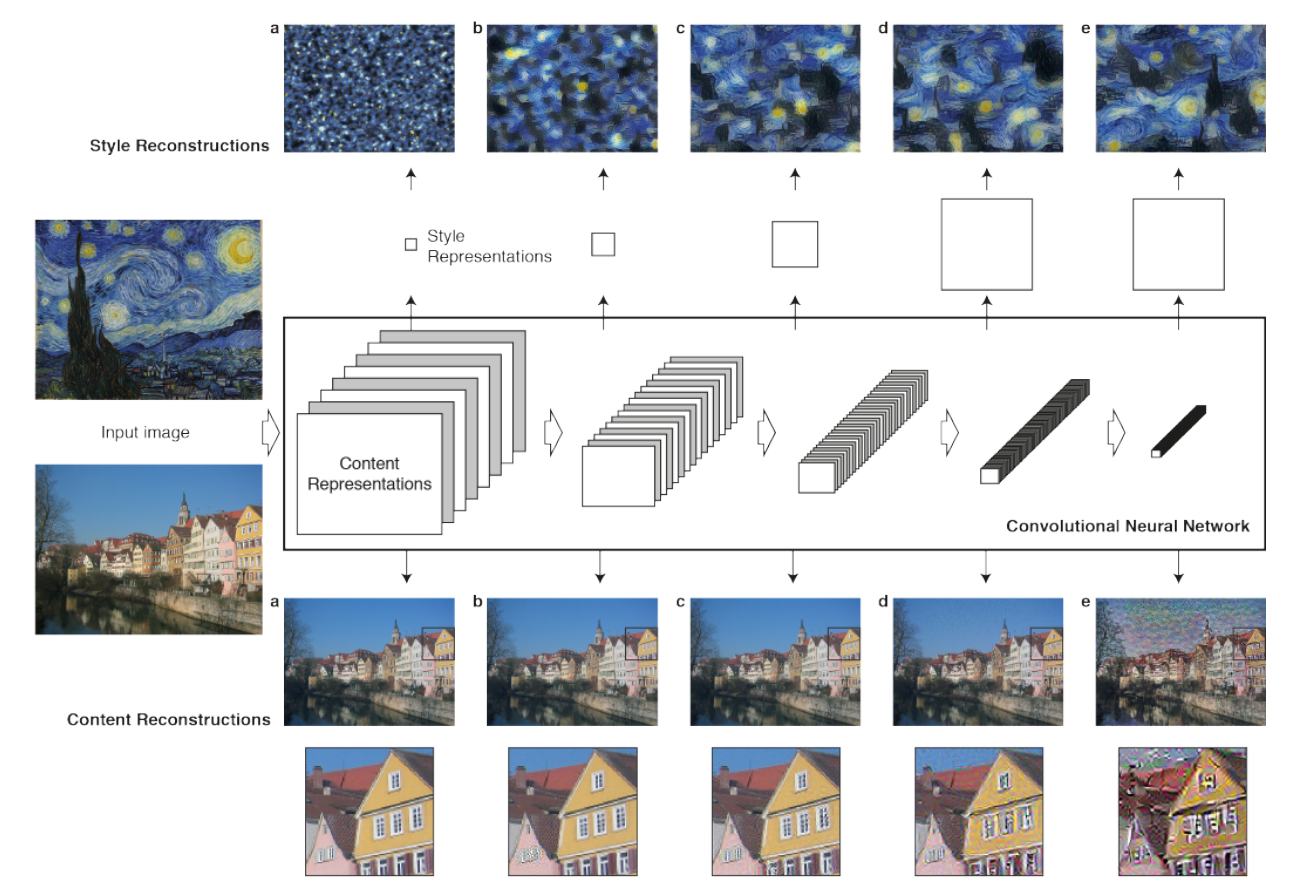 a
b
c
d
e
Style Reconstructions
Style
Representations
Input image
Content
Representations
Convolutional Neural Network
a
b
c
d
e
Content Reconstructions